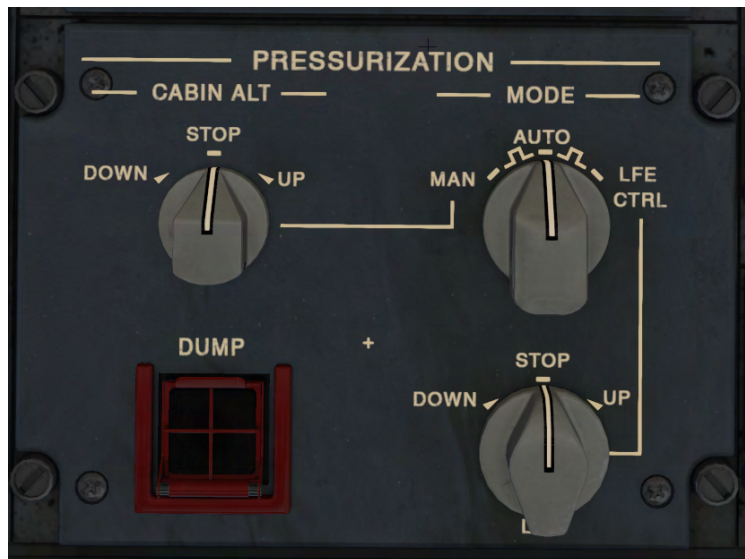 PRESSURIZATION
CABIN ALT
MODE
STOP
DOWN
UP
AUTO
MAN
LFE
CTRL
DUMP
STOP
DOWN
UP